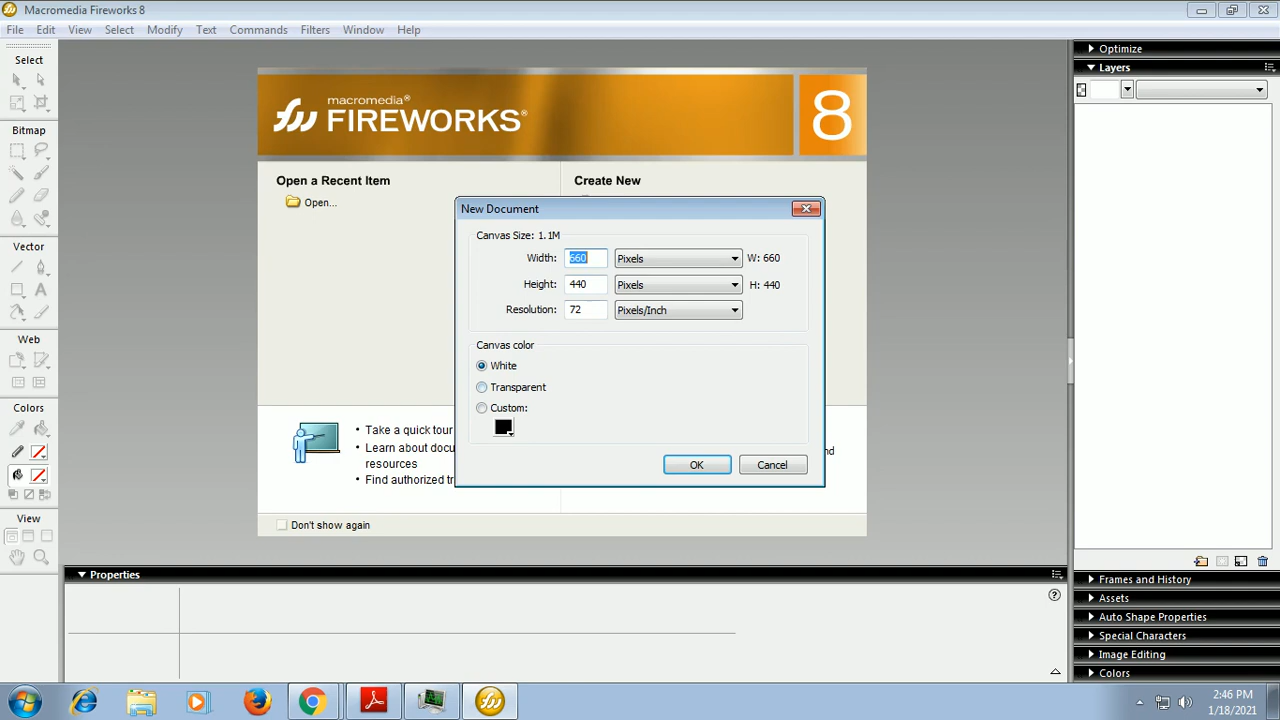 Macromedia Fireworks 8
File Edit View Select Modify Text Commands Filters Window Help
Select
Bitmap
Vector
Web
Colors
View
macromedia®
FIREWORKS®
8
Open a Recent Item
Open...
Create New
• Take a quick tour
• Learn about docu
resources
• Find authorized tr
nd
Don't show again
New Document
Canvas Size: 1.1M
Width: 660 Pixels W: 660
Height: 440 Pixels H: 440
Resolution: 72 Pixels/Inch
Canvas color
White
Transparent
Custom:
OK Cancel
Properties
?
Optimize
Layers
Frames and History
Assets
Auto Shape Properties
Special Characters
Image Editing
Colors
2:46 PM
1/18/2021